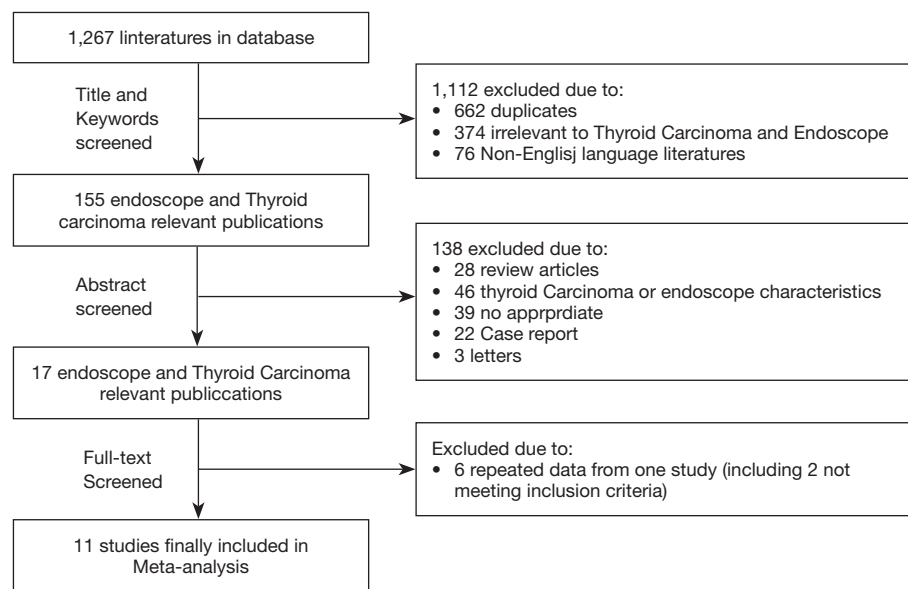 1,267 linteratures in database
Title and
Keywords
screened
1,112 excluded due to:
• 662 duplicates
• 374 irrelevant to Thyroid Carcinoma and Endoscope
• 76 Non-Englisj language literatures
155 endoscope and Thyroid
carcinoma relevant publications
Abstract
screened
138 excluded due to:
• 28 review articles
• 46 thyroid Carcinoma or endoscope characteristics
• 39 no apprprdiate
• 22 Case report
• 3 letters
17 endoscope and Thyroid Carcinoma
relevant publiccations
Full-text
Screened
Excluded due to:
• 6 repeated data from one study (including 2 not
meeting inclusion criteria)
11 studies finally included in
Meta-analysis